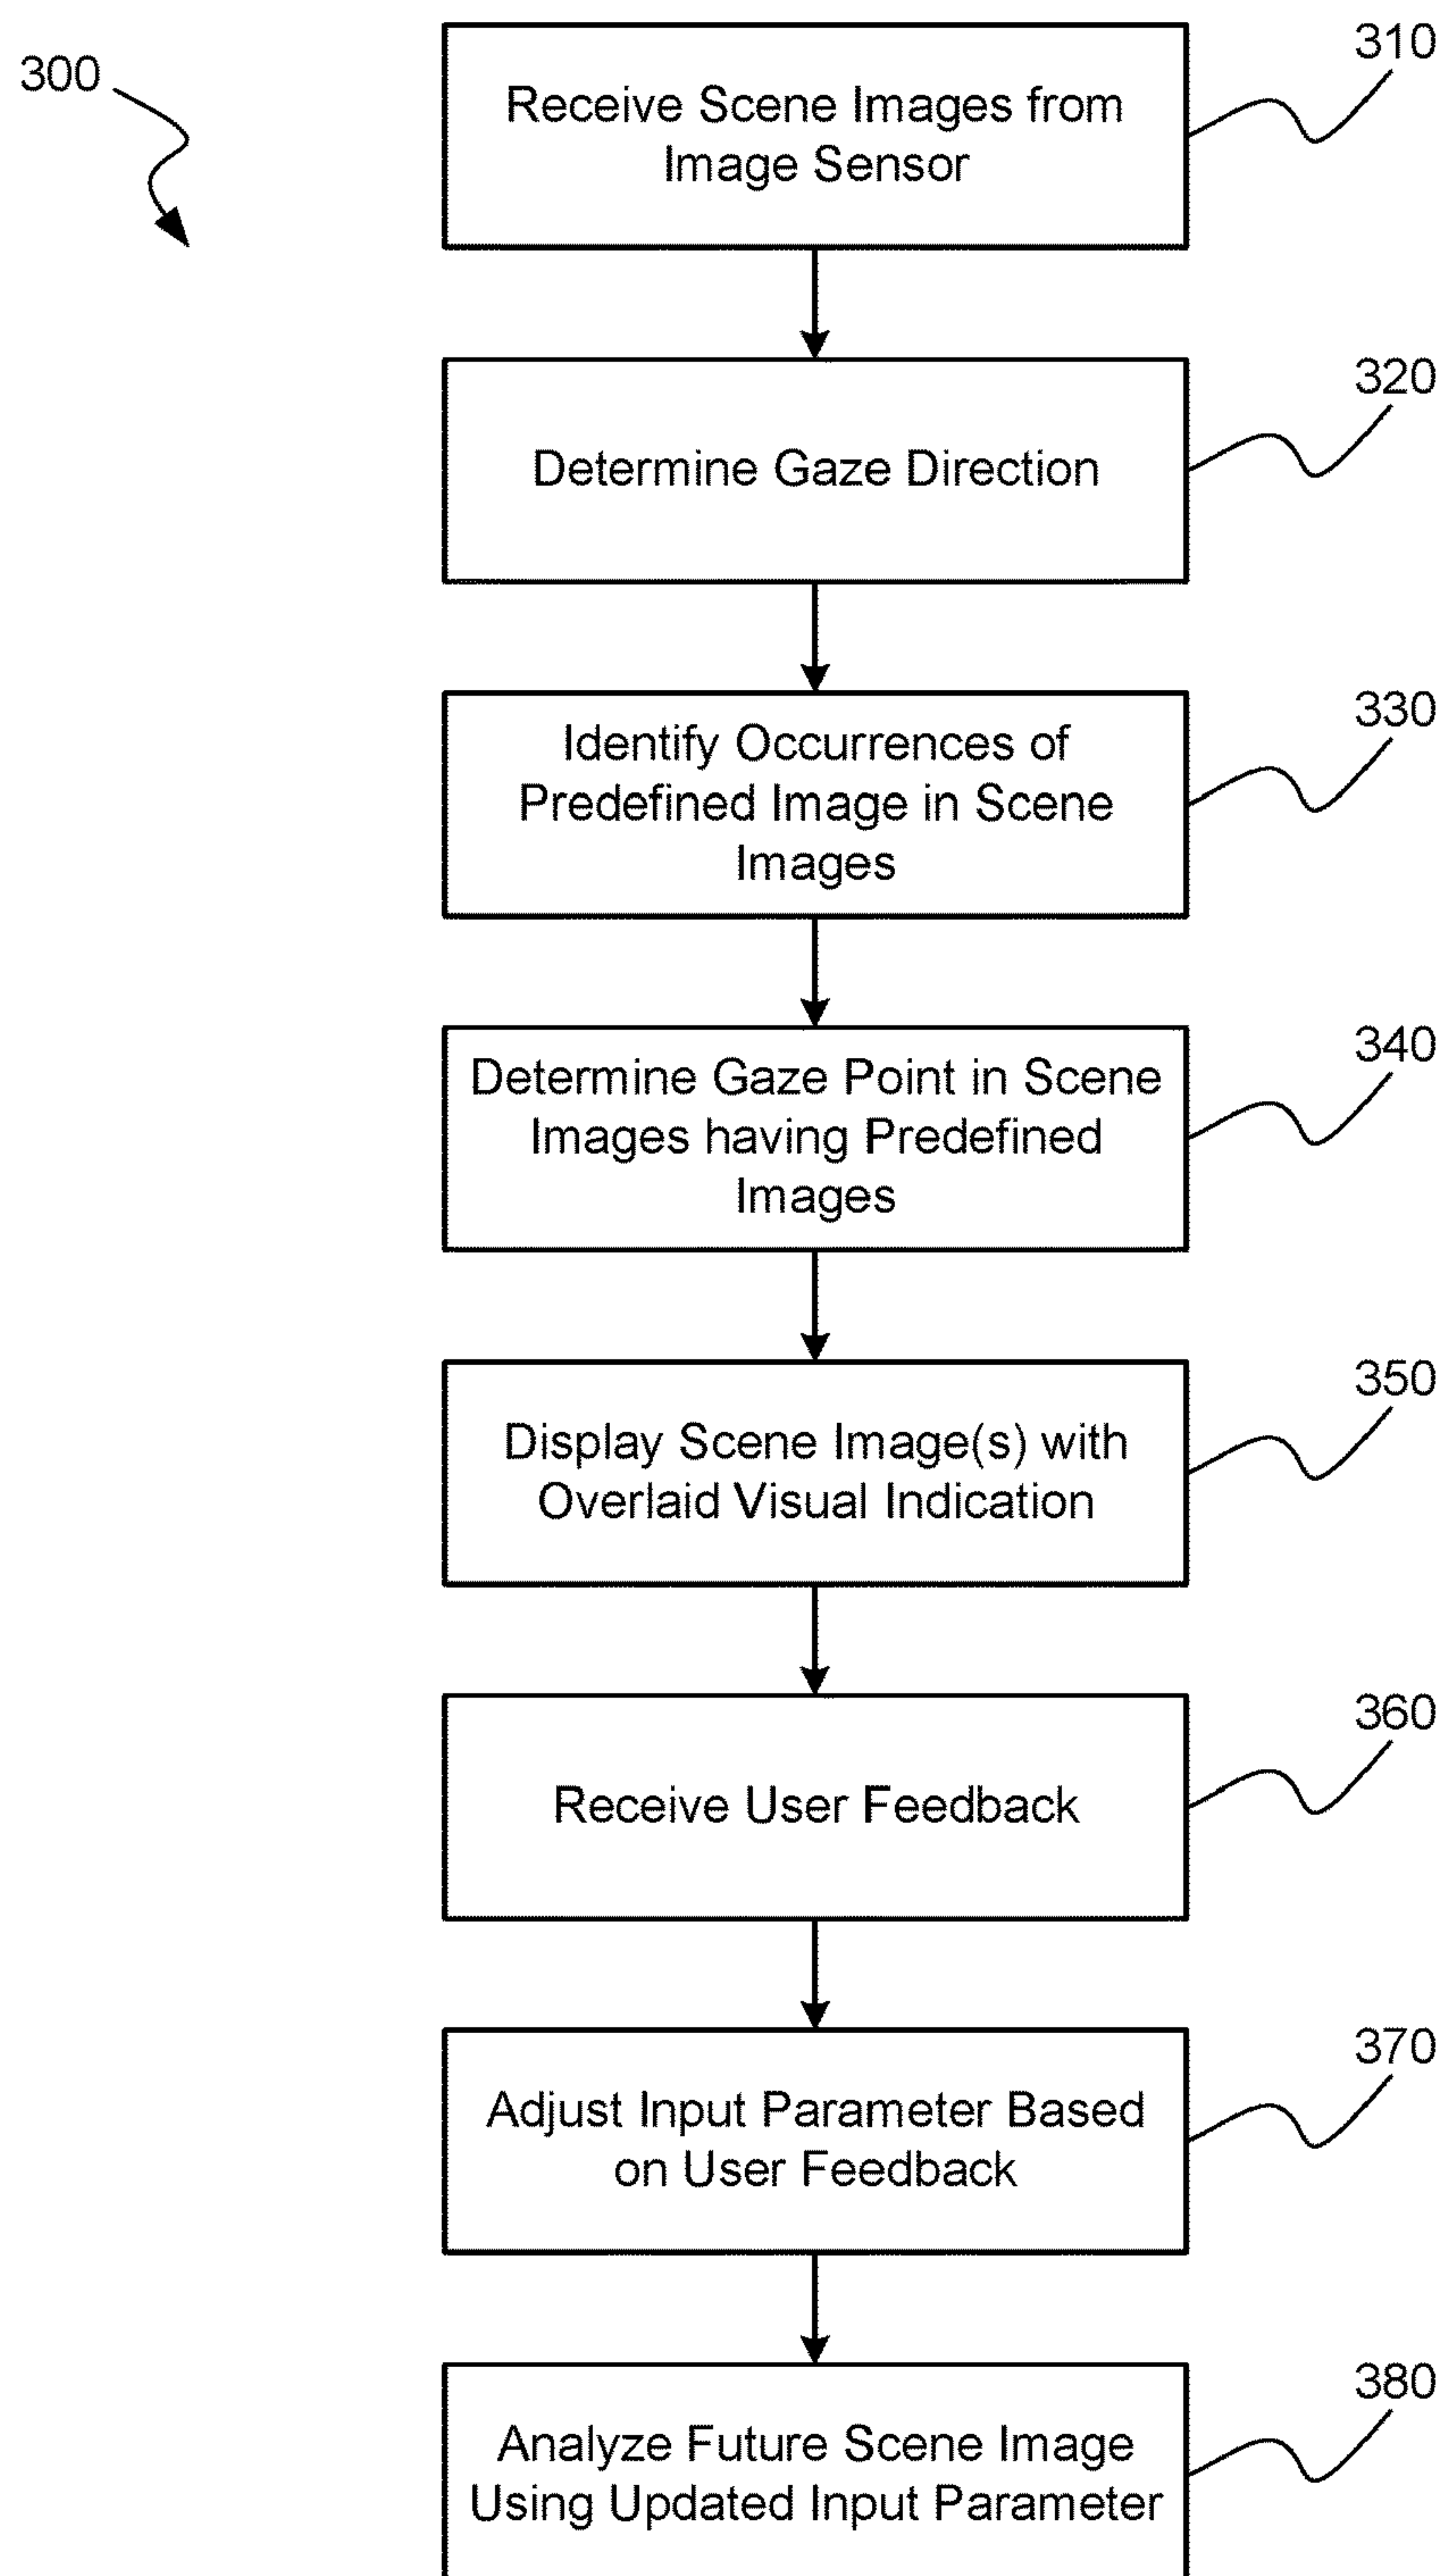 300
310
Receive Scene Images from
Image Sensor
320
Determine Gaze Direction
330
Identify Occurrences of
Predefined Image in Scene
Images
340
Determine Gaze Point in Scene
Images having Predefined
Images
350
Display Scene Image(s) with
Overlaid Visual Indication
360
Receive User Feedback
370
Adjust Input Parameter Based
on User Feedback
380
Analyze Future Scene Image
Using Updated Input Parameter